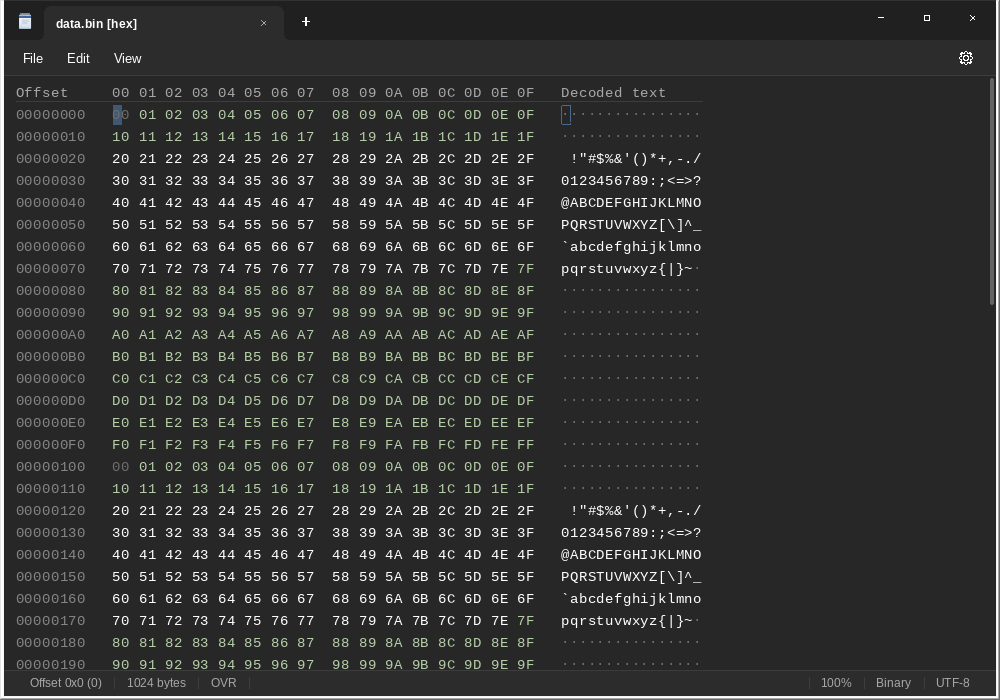 data.bin [hex] × +
File Edit View
Offset 00 01 02 03 04 05 06 07 08 09 0A 0B 0C 0D 0E 0F Decoded text
00000000 00 01 02 03 04 05 06 07 08 09 0A 0B 0C 0D 0E 0F ················
00000010 10 11 12 13 14 15 16 17 18 19 1A 1B 1C 1D 1E 1F ················
00000020 20 21 22 23 24 25 26 27 28 29 2A 2B 2C 2D 2E 2F  !"#$%&'()*+,-./
00000030 30 31 32 33 34 35 36 37 38 39 3A 3B 3C 3D 3E 3F 0123456789:;<=>?
00000040 40 41 42 43 44 45 46 47 48 49 4A 4B 4C 4D 4E 4F @ABCDEFGHIJKLMNO
00000050 50 51 52 53 54 55 56 57 58 59 5A 5B 5C 5D 5E 5F PQRSTUVWXYZ[\]^_
00000060 60 61 62 63 64 65 66 67 68 69 6A 6B 6C 6D 6E 6F `abcdefghijklmno
00000070 70 71 72 73 74 75 76 77 78 79 7A 7B 7C 7D 7E 7F pqrstuvwxyz{|}~·
00000080 80 81 82 83 84 85 86 87 88 89 8A 8B 8C 8D 8E 8F ················
00000090 90 91 92 93 94 95 96 97 98 99 9A 9B 9C 9D 9E 9F ················
000000A0 A0 A1 A2 A3 A4 A5 A6 A7 A8 A9 AA AB AC AD AE AF ················
000000B0 B0 B1 B2 B3 B4 B5 B6 B7 B8 B9 BA BB BC BD BE BF ················
000000C0 C0 C1 C2 C3 C4 C5 C6 C7 C8 C9 CA CB CC CD CE CF ················
000000D0 D0 D1 D2 D3 D4 D5 D6 D7 D8 D9 DA DB DC DD DE DF ················
000000E0 E0 E1 E2 E3 E4 E5 E6 E7 E8 E9 EA EB EC ED EE EF ················
000000F0 F0 F1 F2 F3 F4 F5 F6 F7 F8 F9 FA FB FC FD FE FF ················
00000100 00 01 02 03 04 05 06 07 08 09 0A 0B 0C 0D 0E 0F ················
00000110 10 11 12 13 14 15 16 17 18 19 1A 1B 1C 1D 1E 1F ················
00000120 20 21 22 23 24 25 26 27 28 29 2A 2B 2C 2D 2E 2F  !"#$%&'()*+,-./
00000130 30 31 32 33 34 35 36 37 38 39 3A 3B 3C 3D 3E 3F 0123456789:;<=>?
00000140 40 41 42 43 44 45 46 47 48 49 4A 4B 4C 4D 4E 4F @ABCDEFGHIJKLMNO
00000150 50 51 52 53 54 55 56 57 58 59 5A 5B 5C 5D 5E 5F PQRSTUVWXYZ[\]^_
00000160 60 61 62 63 64 65 66 67 68 69 6A 6B 6C 6D 6E 6F `abcdefghijklmno
00000170 70 71 72 73 74 75 76 77 78 79 7A 7B 7C 7D 7E 7F pqrstuvwxyz{|}~·
00000180 80 81 82 83 84 85 86 87 88 89 8A 8B 8C 8D 8E 8F ················
00000190 90 91 92 93 94 95 96 97 98 99 9A 9B 9C 9D 9E 9F ················
Offset 0x0 (0) 1024 bytes OVR 100% Binary UTF-8